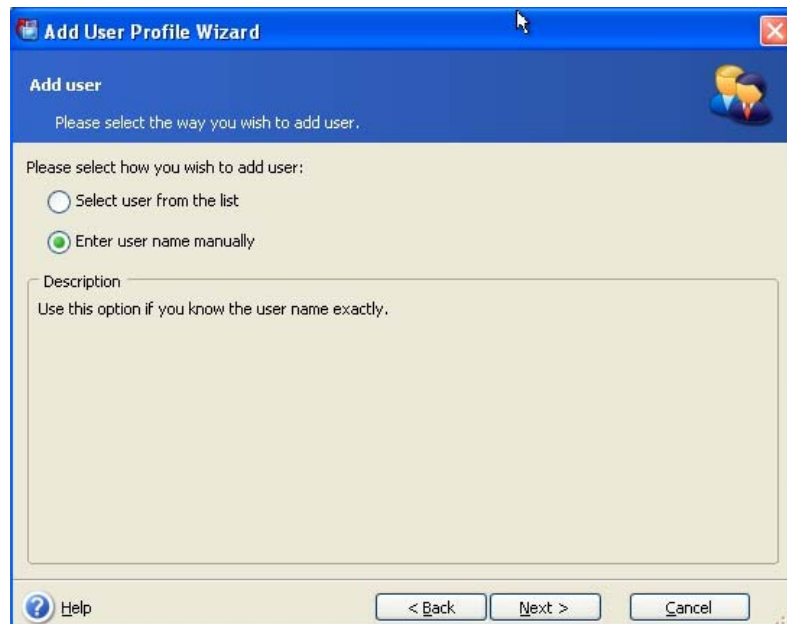 Add User Profile Wizard
Add user
Please select the way you wish to add user.
Please select how you wish to add user:
Select user from the list
Enter user name manually
Description
Use this option if you know the user name exactly.
Help
< Back
Next >
Cancel